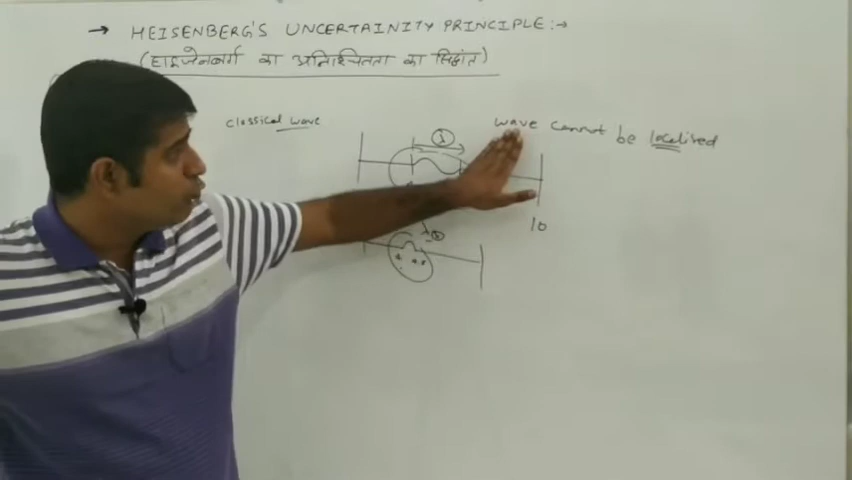 → HEISENBERG'S UNCERTAINITY PRINCIPLE :→
(हाइजेनबर्ग का अनिश्चितता का सिद्धांत)
classical wave
wave cannot be localised
λ
10